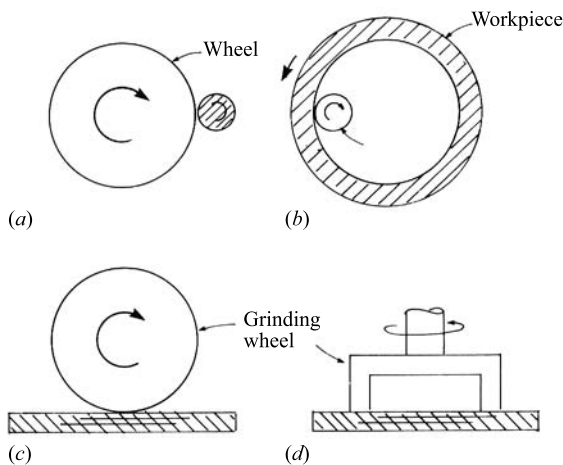 Wheel
Workpiece
(a)
(b)
Grinding
wheel
(c)
(d)